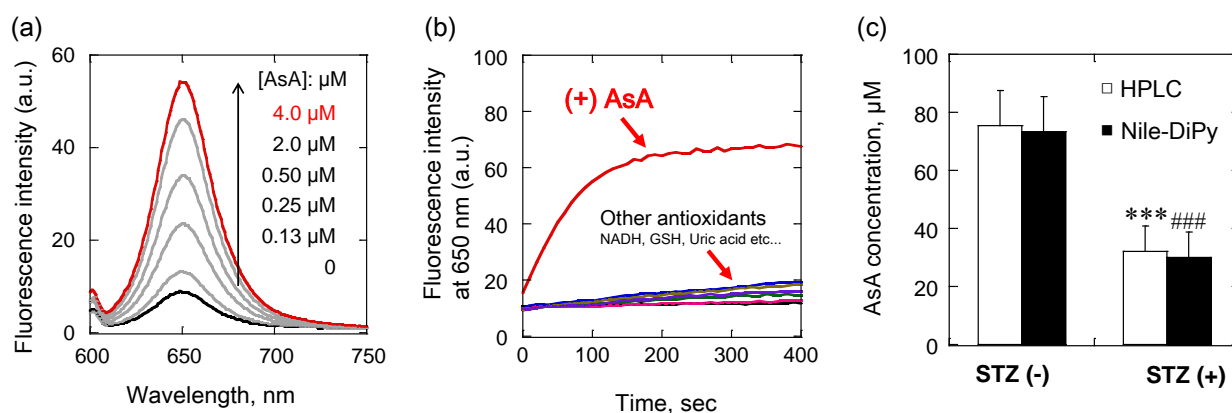 (a)
Fluorescence intensity (a.u.)
60
40
20
0
[AsA]: µM
4.0 µM
2.0 µM
0.50 µM
0.25 µM
0.13 µM
0
600
650
700
750
Wavelength, nm
(b)
Fluorescence intensity
at 650 nm (a.u.)
100
80
60
40
20
0
(+) AsA
Other antioxidants
NADH, GSH, Uric acid etc...
0
100
200
300
400
Time, sec
(c)
AsA concentration, µM
100
80
60
40
20
0
HPLC
Nile-DiPy
***
###
STZ (-)
STZ (+)